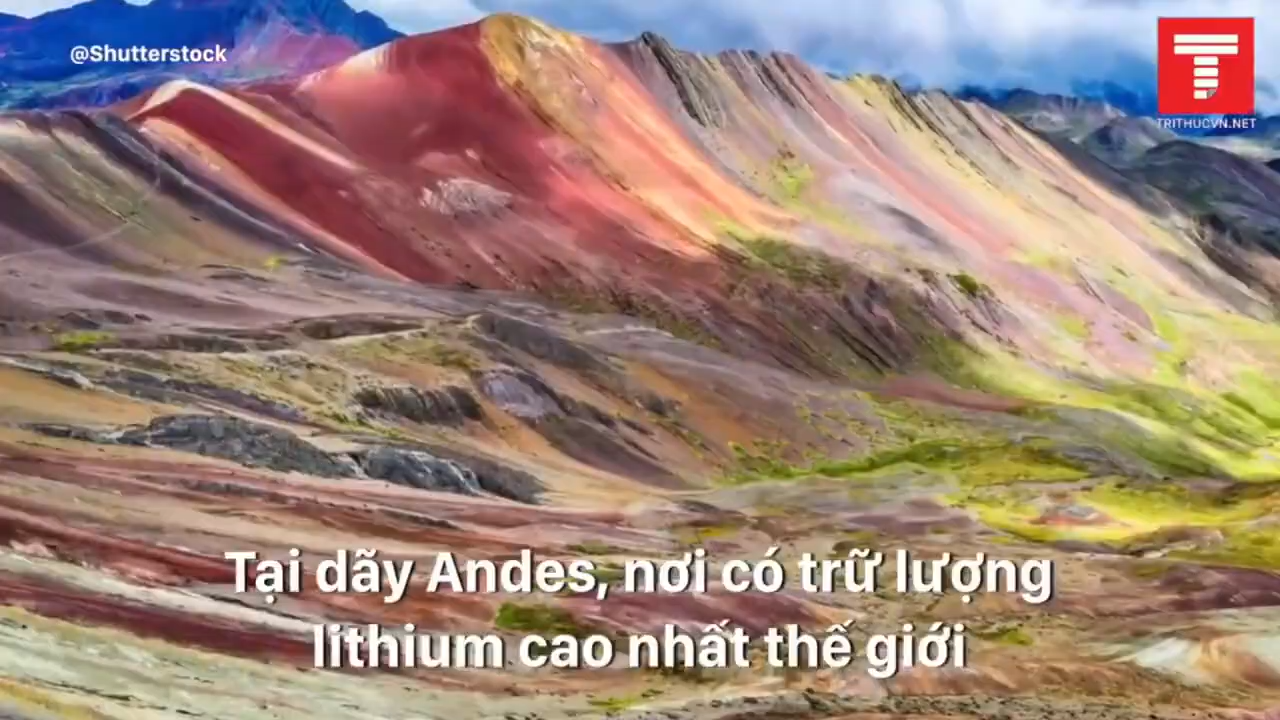 @Shutterstock
TRITHUCVN.NET
Tại dãy Andes, nơi có trữ lượng
lithium cao nhất thế giới